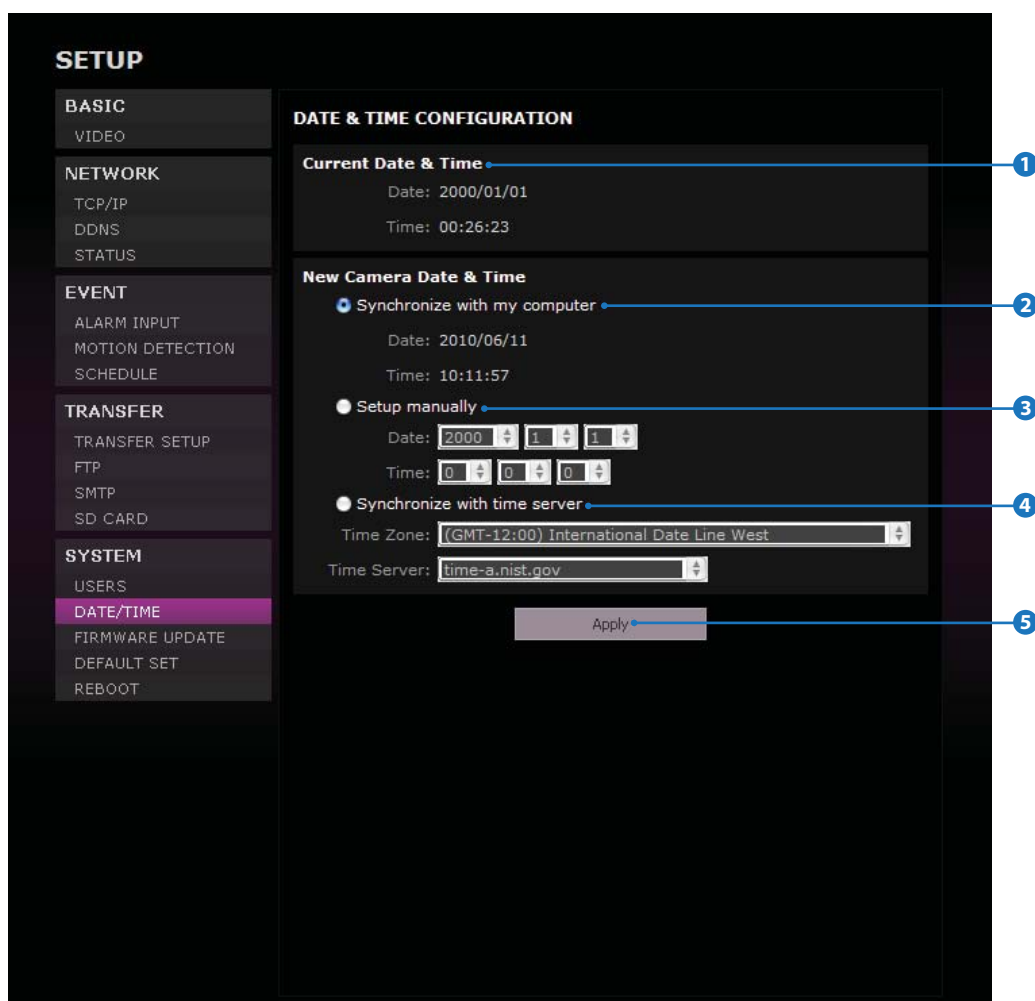 SETUP
BASIC
VIDEO
NETWORK
TCP/IP
DDNS
STATUS
EVENT
ALARM INPUT
MOTION DETECTION
SCHEDULE
TRANSFER
TRANSFER SETUP
FTP
SMTP
SD CARD
SYSTEM
USERS
DATE/TIME
FIRMWARE UPDATE
DEFAULT SET
REBOOT
DATE & TIME CONFIGURATION
Current Date & Time 1
Date: 2000/01/01
Time: 00:26:23
New Camera Date & Time
Synchronize with my computer 2
Date: 2010/06/11
Time: 10:11:57
Setup manually 3
Date: 2000 1 1
Time: 0 0 0
Synchronize with time server 4
Time Zone: (GMT-12:00) International Date Line West
Time Server: time-a.nist.gov
Apply 5